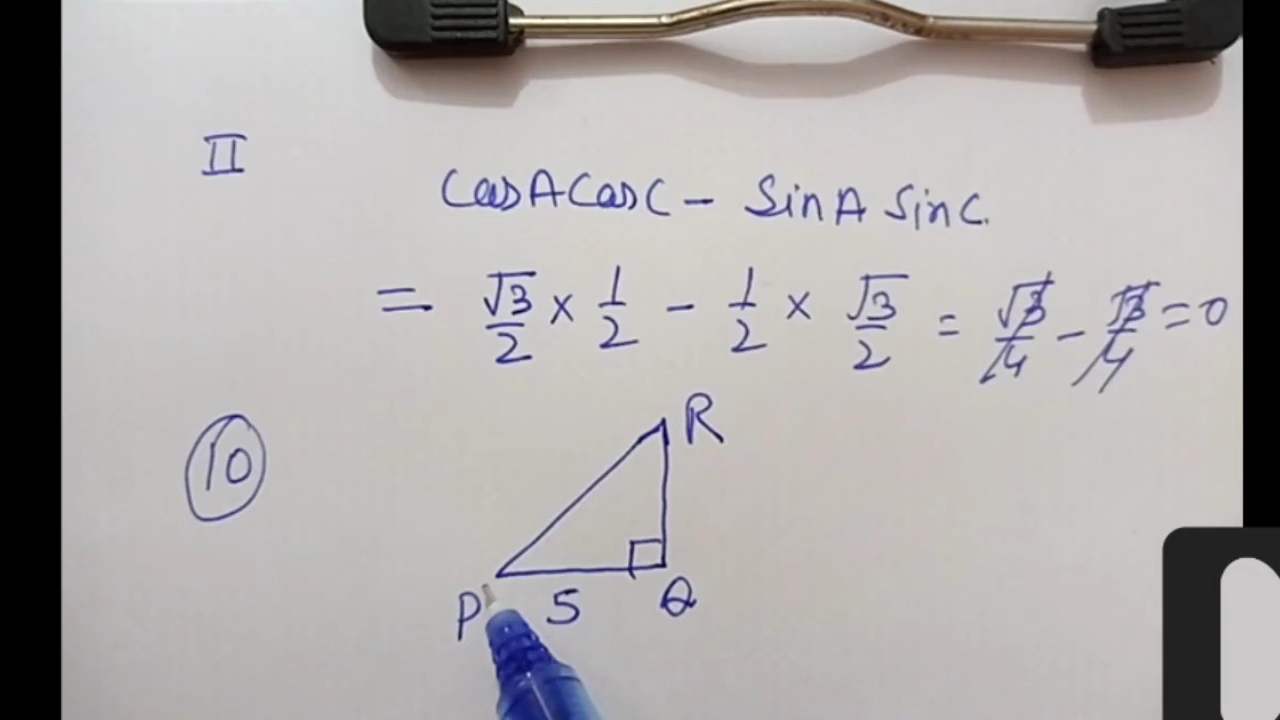 II
CosACosC - SinA SinC.
= √3/2 × 1/2 - 1/2 × √3/2 = √3/4 - √3/4 = 0
10
R
P 5 Q